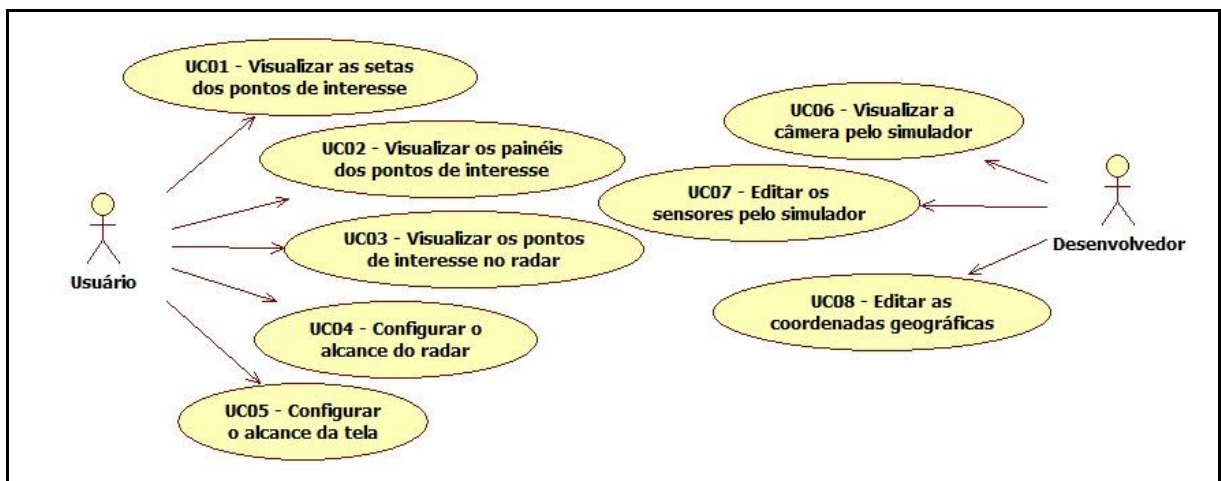 UC01 - Visualizar as setas
dos pontos de interesse
UC02 - Visualizar os painéis
dos pontos de interesse
UC03 - Visualizar os pontos
de interesse no radar
UC04 - Configurar o
alcance do radar
UC05 - Configurar
o alcance da tela
Usuário
UC06 - Visualizar a
câmera pelo simulador
UC07 - Editar os
sensores pelo simulador
UC08 - Editar as
coordenadas geográficas
Desenvolvedor